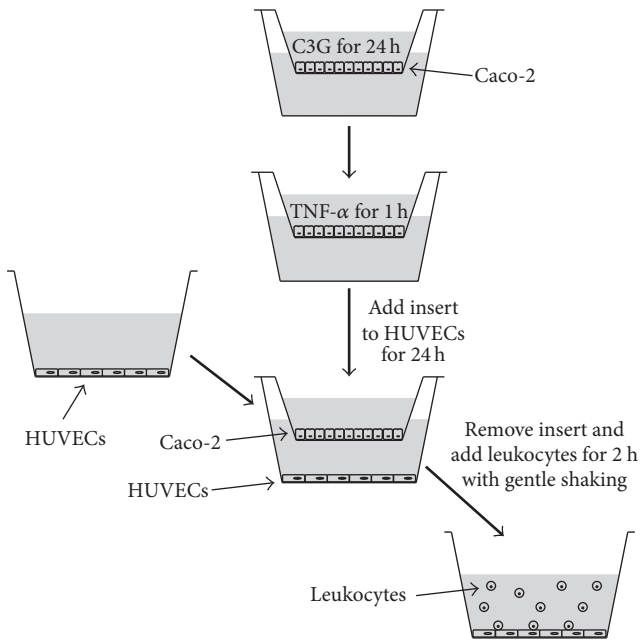 C3G for 24 h
Caco-2
TNF-α for 1 h
Add insert
to HUVECs
for 24 h
HUVECs
Caco-2
HUVECs
Remove insert and
add leukocytes for 2 h
with gentle shaking
Leukocytes